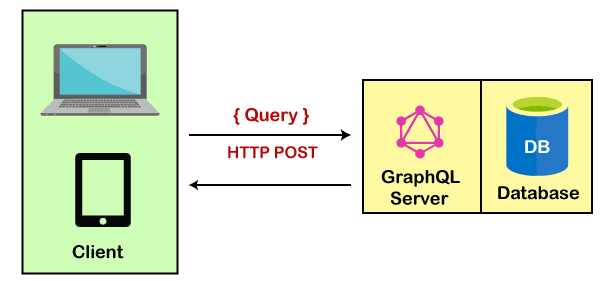 { Query }
HTTP POST
Client
GraphQL
Server
DB
Database